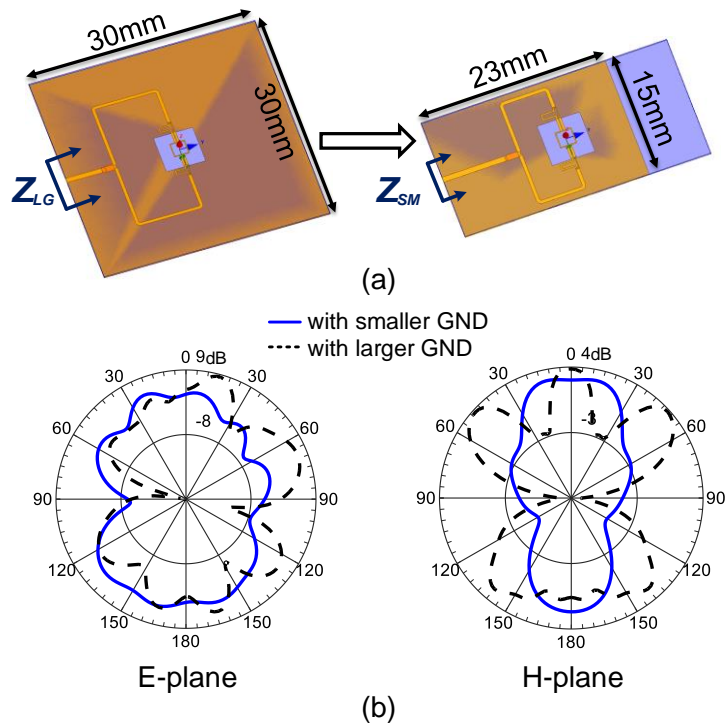 30mm
30mm
23mm
15mm
Z_LG
Z_SM
(a)
with smaller GND
with larger GND
0 9dB
30
30
60
60
90
90
120
120
150
150
180
-8
E-plane
0 4dB
30
30
60
60
90
90
120
120
150
150
180
H-plane
(b)